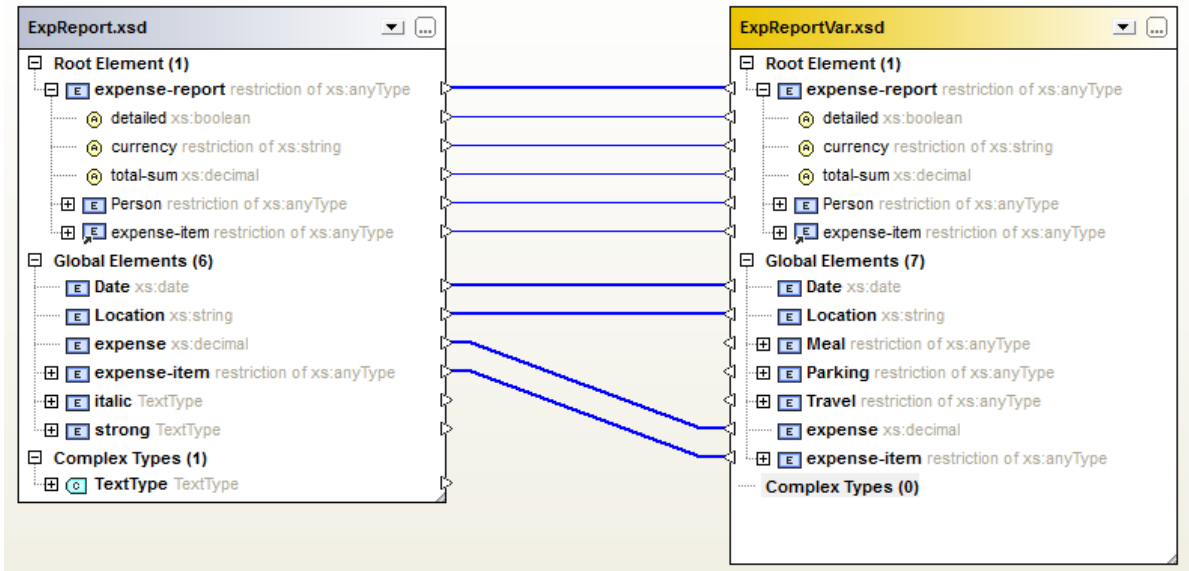 ExpReport.xsd
Root Element (1)
E expense-report restriction of xs:anyType
A detailed xs:boolean
A currency restriction of xs:string
A total-sum xs:decimal
E Person restriction of xs:anyType
E expense-item restriction of xs:anyType
Global Elements (6)
E Date xs:date
E Location xs:string
E expense xs:decimal
E expense-item restriction of xs:anyType
E italic TextType
E strong TextType
Complex Types (1)
C TextType TextType
ExpReportVar.xsd
Root Element (1)
E expense-report restriction of xs:anyType
A detailed xs:boolean
A currency restriction of xs:string
A total-sum xs:decimal
E Person restriction of xs:anyType
E expense-item restriction of xs:anyType
Global Elements (7)
E Date xs:date
E Location xs:string
E Meal restriction of xs:anyType
E Parking restriction of xs:anyType
E Travel restriction of xs:anyType
E expense xs:decimal
E expense-item restriction of xs:anyType
Complex Types (0)